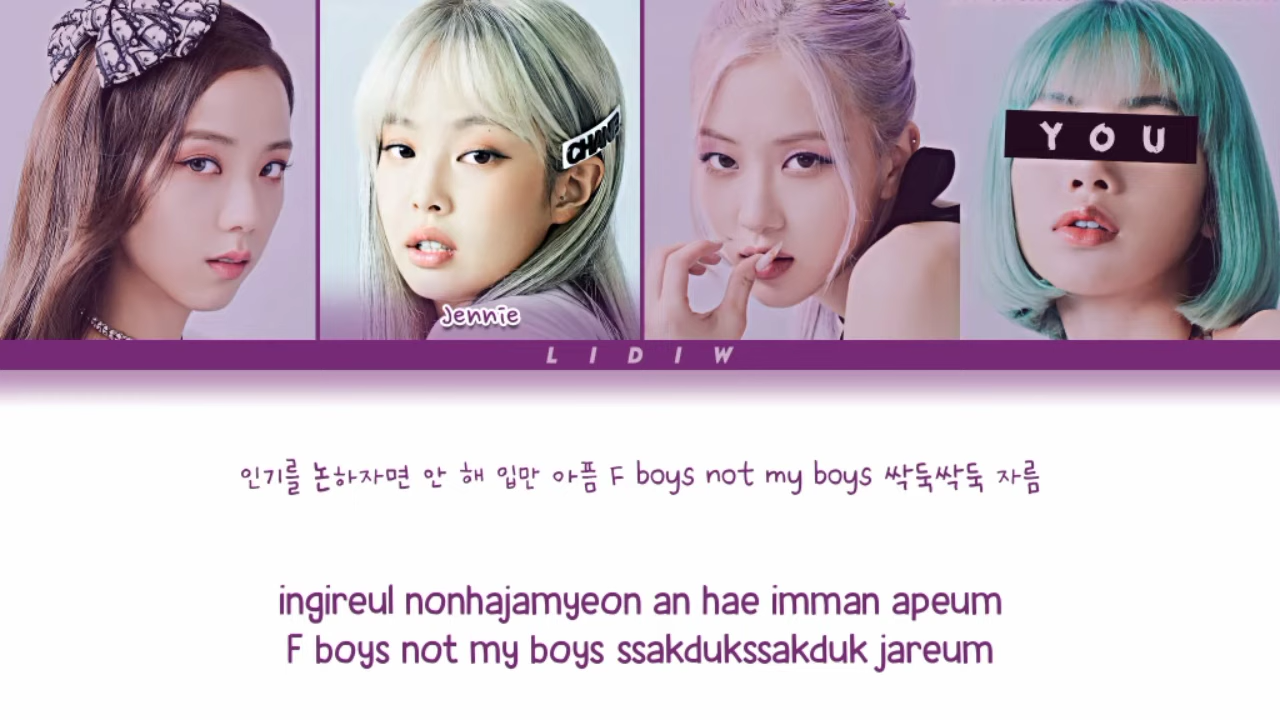 CHANEL
YOU
Jennie
LIDIW
인기를 논하자면 안 해 입만 아픔 F boys not my boys 싹둑싹둑 자름
ingireul nonhajamyeon an hae imman apeum
F boys not my boys ssakdukssakduk jareum